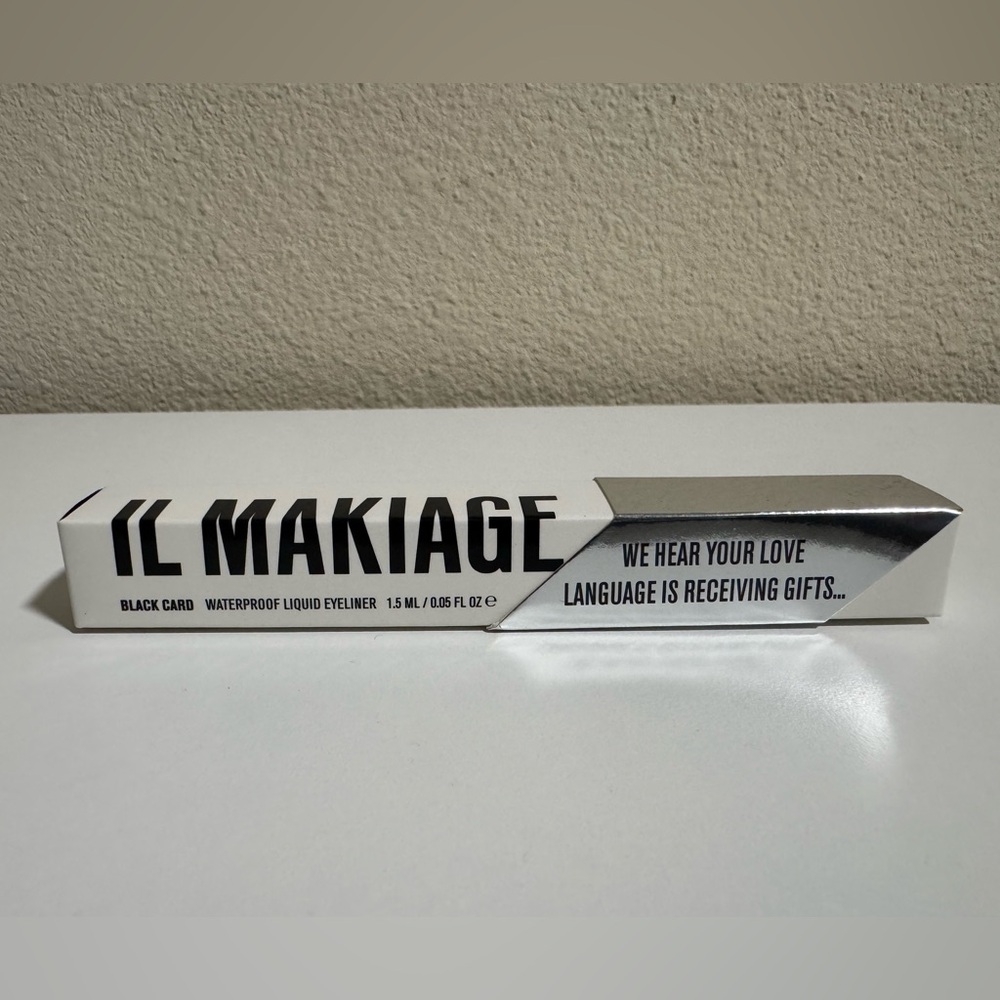 IL MAKIAGE
BLACK CARD WATERPROOF LIQUID EYELINER 1.5 ML / 0.05 FL OZ ℮
WE HEAR YOUR LOVE
LANGUAGE IS RECEIVING GIFTS...